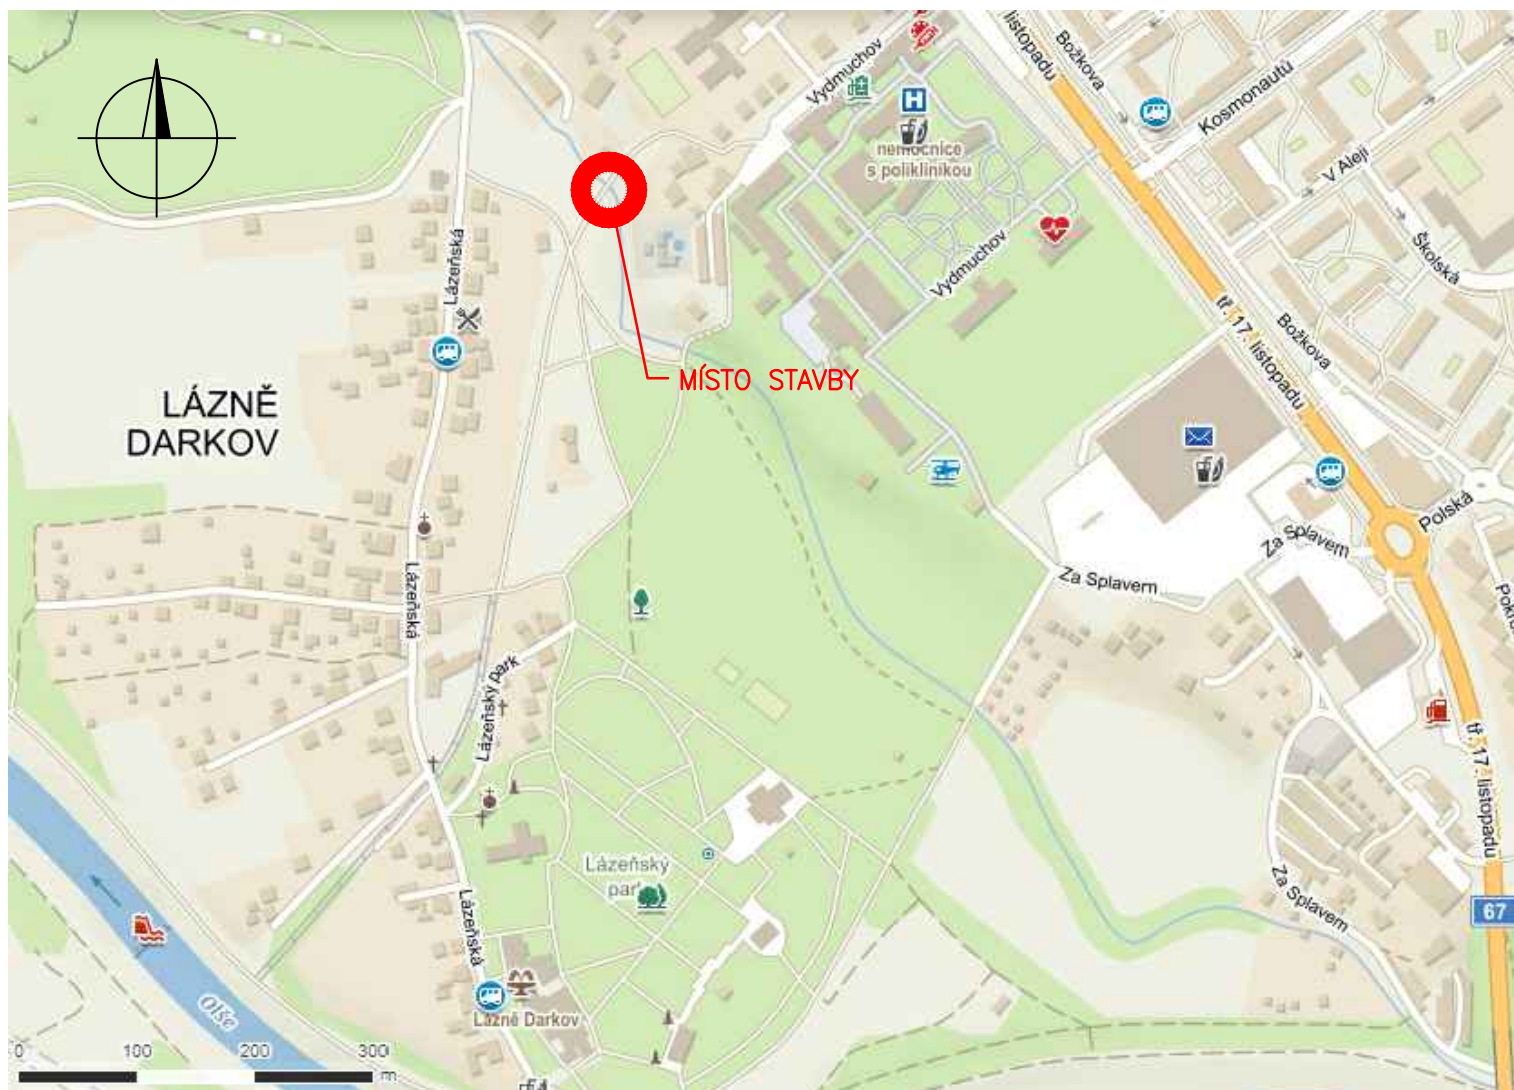 Vydmuchov
listopadu
Božkova
Kosmonautů
V Aleji
Školská
H
nemocnice
s poliklinikou
Vydmuchov
Lázeňská
tř. 17. listopadu
Božkova
MÍSTO STAVBY
LÁZNĚ
DARKOV
Polská
Za Splavem
Za Splavem
Lázeňská
Lázeňský park
tř. 17. listopadu
Lázeňský
park
Za Splavem
67
Lázeňská
Olše
Lázně Darkov
0 100 200 300
m